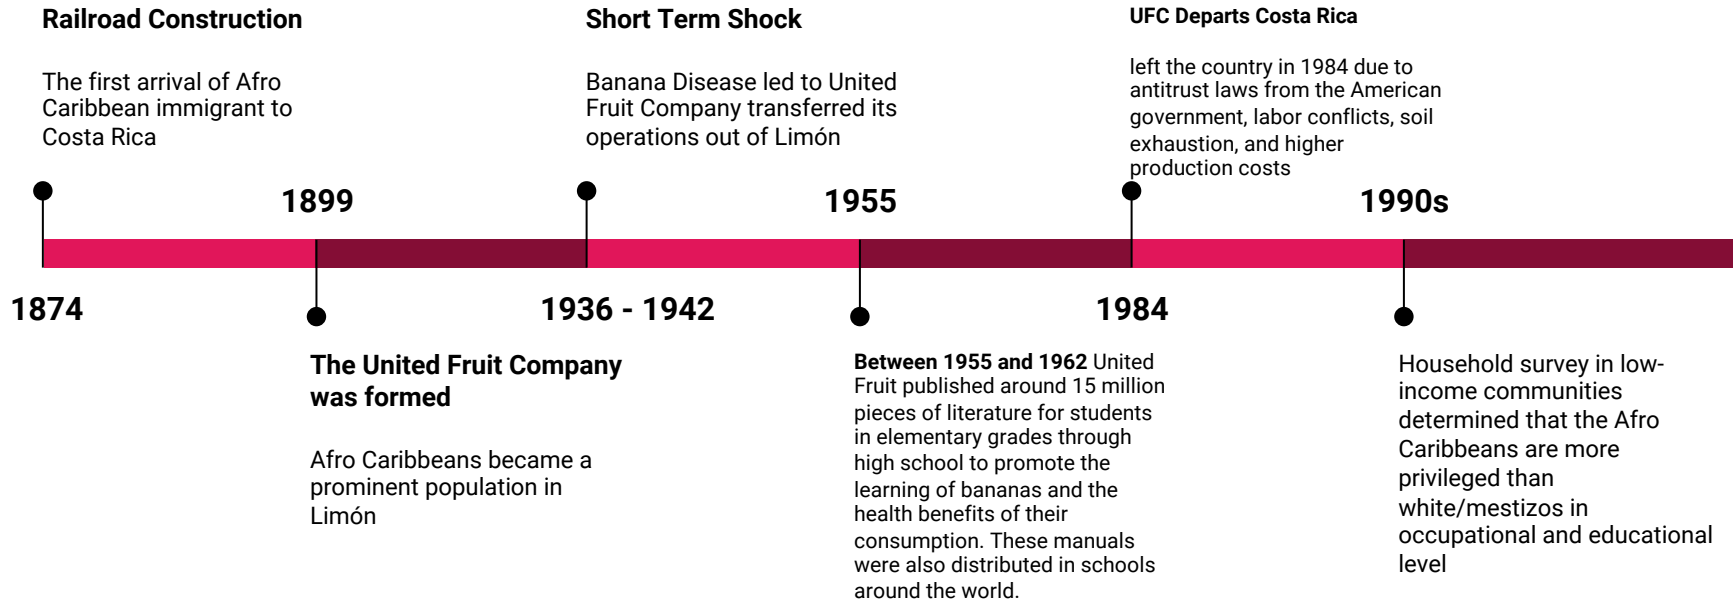 Railroad Construction
The first arrival of Afro
Caribbean immigrant to
Costa Rica
1874
1899
The United Fruit Company
was formed
Afro Caribbeans became a
prominent population in
Limón
Short Term Shock
Banana Disease led to United
Fruit Company transferred its
operations out of Limón
1936 - 1942
1955
Between 1955 and 1962 United
Fruit published around 15 million
pieces of literature for students
in elementary grades through
high school to promote the
learning of bananas and the
health benefits of their
consumption. These manuals
were also distributed in schools
around the world.
UFC Departs Costa Rica
left the country in 1984 due to
antitrust laws from the American
government, labor conflicts, soil
exhaustion, and higher
production costs
1984
1990s
Household survey in low-
income communities
determined that the Afro
Caribbeans are more
privileged than
white/mestizos in
occupational and educational
level